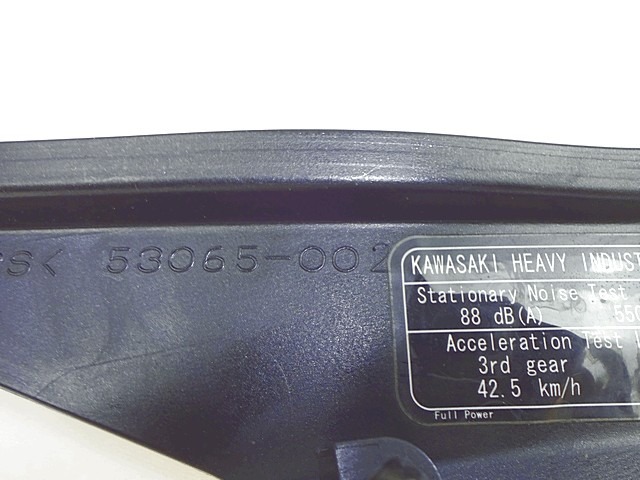 53065-002
KAWASAKI HEAVY INDUST
Stationary Noise Test
88 dB(A) 550
Acceleration Test
3rd gear
42.5 km/h
Full Power